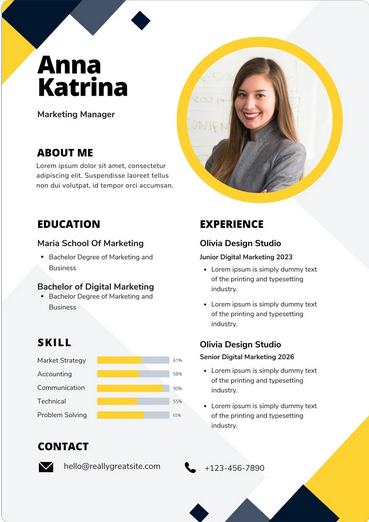 Anna
Katrina
Marketing Manager
ABOUT ME
Lorem ipsum dolor sit amet, consectetur
adipiscing elit. Suspendisse laoreet tellus
non dui volutpat, id tempor orci accumsan.
EDUCATION
Maria School Of Marketing
• Bachelor Degree of Marketing and
Business
Bachelor of Digital Marketing
• Bachelor Degree of Marketing and
Business
SKILL
Market Strategy 61%
Accounting 58%
Communication 90%
Technical 55%
Problem Solving 65%
EXPERIENCE
Olivia Design Studio
Junior Digital Marketing 2023
• Lorem ipsum is simply dummy text
of the printing and typesetting
industry.
• Lorem ipsum is simply dummy text
of the printing and typesetting
industry.
Olivia Design Studio
Senior Digital Marketing 2026
• Lorem ipsum is simply dummy text
of the printing and typesetting
industry.
• Lorem ipsum is simply dummy text
of the printing and typesetting
industry.
CONTACT
hello@reallygreatsite.com
+123-456-7890